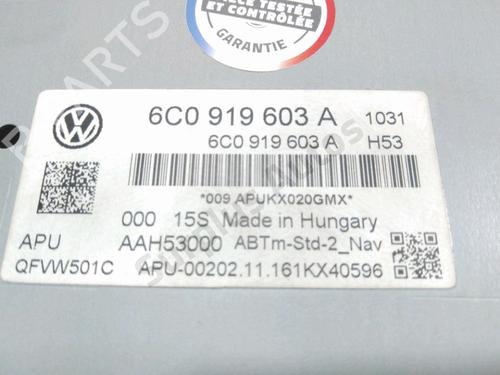 PIÈCE TESTÉE
ET CONTRÔLÉE
GARANTIE
6C0 919 603 A 1031
6C0 919 603 A H53
*009 APUKX020GMX*
000 15S Made in Hungary
APU AAH53000 ABTm-Std-2_Nav
QFVW501C APU-00202.11.161KX40596